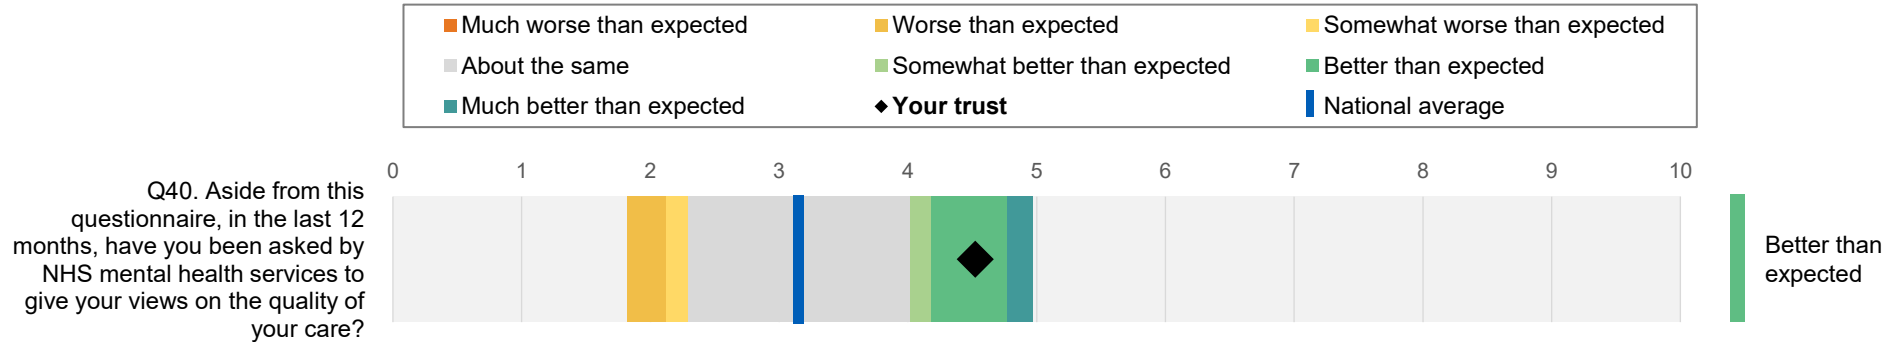 Much worse than expected
Worse than expected
Somewhat worse than expected
About the same
Somewhat better than expected
Better than expected
Much better than expected
Your trust
National average
0 1 2 3 4 5 6 7 8 9 10
Q40. Aside from this
questionnaire, in the last 12
months, have you been asked by
NHS mental health services to
give your views on the quality of
your care?
Better than
expected